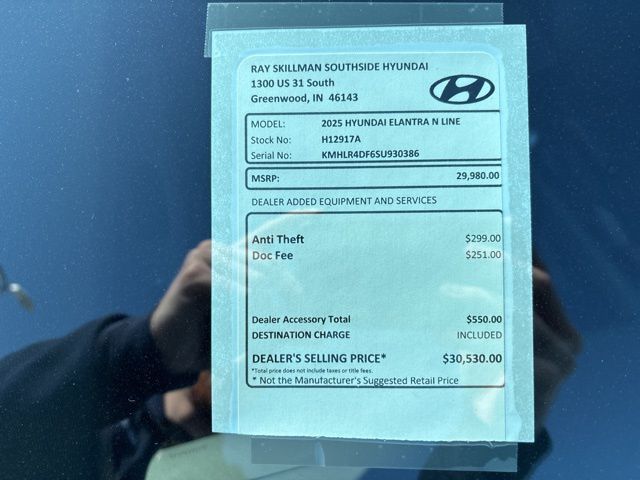 RAY SKILLMAN SOUTHSIDE HYUNDAI
1300 US 31 South
Greenwood, IN 46143
MODEL: 2025 HYUNDAI ELANTRA N LINE
Stock No: H12917A
Serial No: KMHLR4DF6SU930386
MSRP: 29,980.00
DEALER ADDED EQUIPMENT AND SERVICES
Anti Theft $299.00
Doc Fee $251.00
Dealer Accessory Total $550.00
DESTINATION CHARGE INCLUDED
DEALER'S SELLING PRICE* $30,530.00
*Total price does not include taxes or title fees.
* Not the Manufacturer's Suggested Retail Price